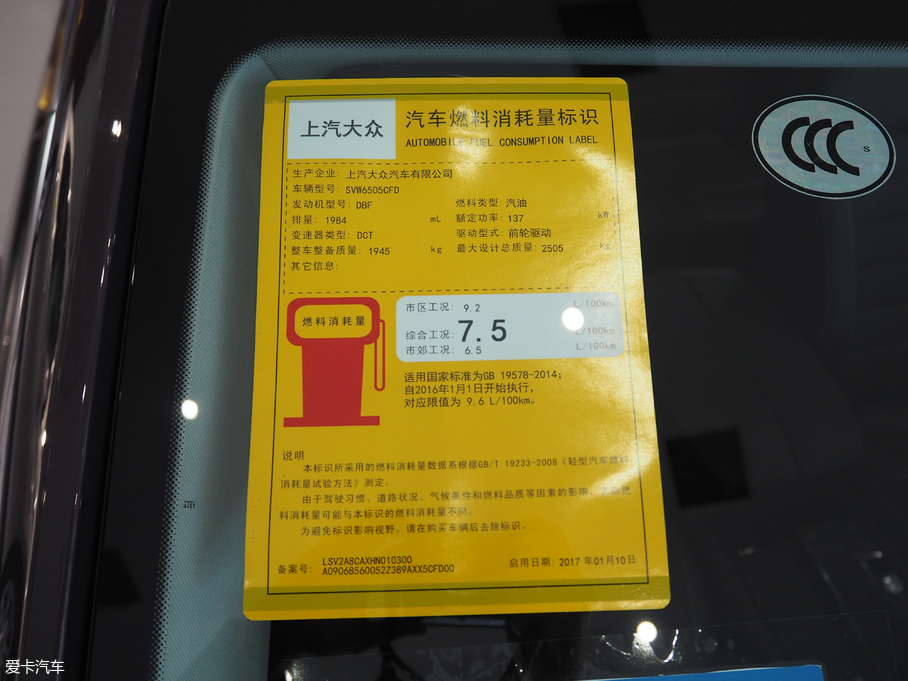 上汽大众
汽车燃料消耗量标识
AUTOMOBILE FUEL CONSUMPTION LABEL
生产企业: 上汽大众汽车有限公司
车辆型号: SVW6505CFD
发动机型号: DBF 燃料类型: 汽油
排量: 1984 mL 额定功率: 137 kW
变速器类型: DCT 驱动型式: 前轮驱动
整车整备质量: 1945 kg 最大设计总质量: 2505 kg
其它信息:
燃料消耗量
市区工况: 9.2 L/100km
综合工况: 7.5 L/100km
市郊工况: 6.5 L/100km
适用国家标准为GB 19578-2014;
自2016年1月1日开始执行,
对应限值为 9.6 L/100km。
说明
本标识所采用的燃料消耗量数据系根据GB/T 19233-2008《轻型汽车燃料
消耗量试验方法》测定。
由于驾驶习惯、道路状况、气候条件和燃料品质等因素的影响,
料消耗量可能与本标识的燃料消耗量不同。
为避免标识影响视野, 请在购买车辆后去除标识。
备案号: LSV2A8CAXHN010300
A09068560052Z389AXX5CFD00
启用日期: 2017 年01月10日
CCC
S
爱卡汽车